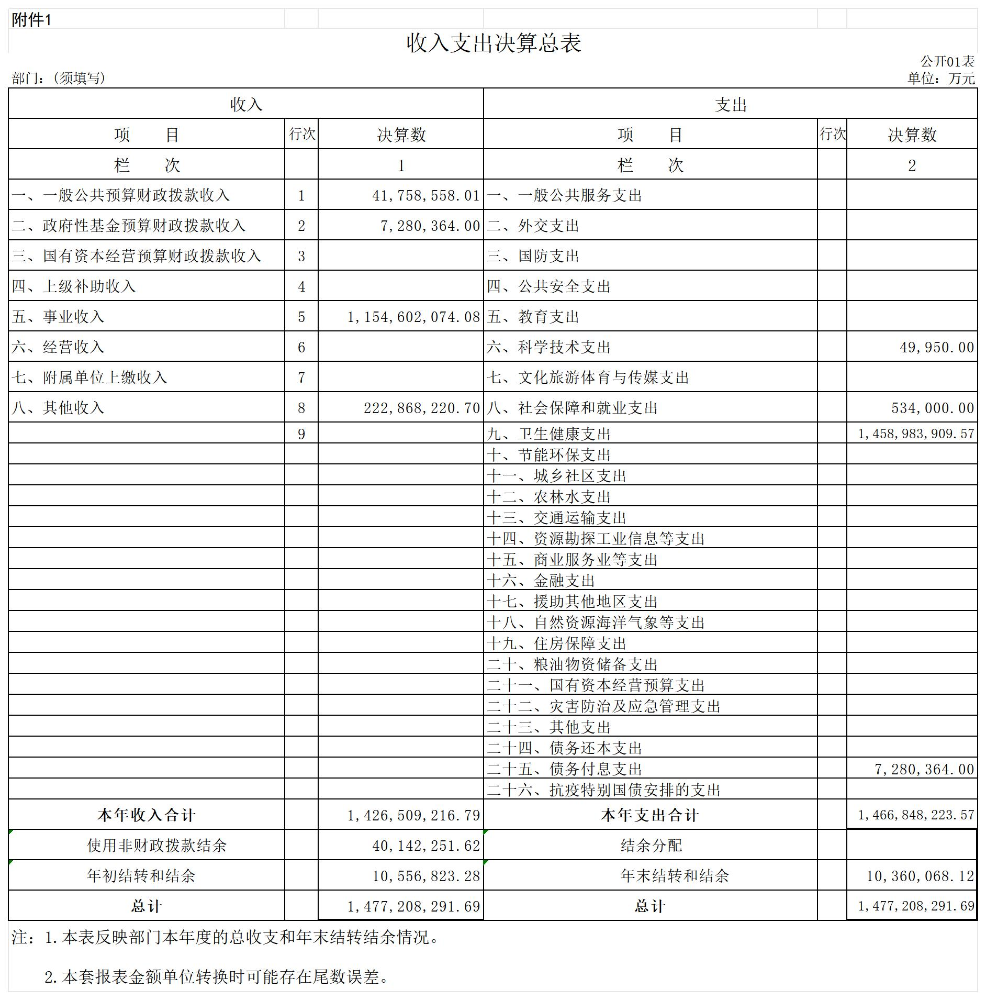 附件1
收入支出决算总表
公开01表
部门：（须填写） 单位：万元
收入 支出
项 目 行次 决算数 项 目 行次 决算数
栏 次 1 栏 次 2
一、一般公共预算财政拨款收入 1 41,758,558.01 一、一般公共服务支出
二、政府性基金预算财政拨款收入 2 7,280,364.00 二、外交支出
三、国有资本经营预算财政拨款收入 3 三、国防支出
四、上级补助收入 4 四、公共安全支出
五、事业收入 5 1,154,602,074.08 五、教育支出
六、经营收入 6 六、科学技术支出 49,950.00
七、附属单位上缴收入 7 七、文化旅游体育与传媒支出
八、其他收入 8 222,868,220.70 八、社会保障和就业支出 534,000.00
9 九、卫生健康支出 1,458,983,909.57
十、节能环保支出
十一、城乡社区支出
十二、农林水支出
十三、交通运输支出
十四、资源勘探工业信息等支出
十五、商业服务业等支出
十六、金融支出
十七、援助其他地区支出
十八、自然资源海洋气象等支出
十九、住房保障支出
二十、粮油物资储备支出
二十一、国有资本经营预算支出
二十二、灾害防治及应急管理支出
二十三、其他支出
二十四、债务还本支出
二十五、债务付息支出 7,280,364.00
二十六、抗疫特别国债安排的支出
本年收入合计 1,426,509,216.79 本年支出合计 1,466,848,223.57
使用非财政拨款结余 40,142,251.62 结余分配
年初结转和结余 10,556,823.28 年末结转和结余 10,360,068.12
总计 1,477,208,291.69 总计 1,477,208,291.69
注：1.本表反映部门本年度的总收支和年末结转结余情况。
2.本套报表金额单位转换时可能存在尾数误差。